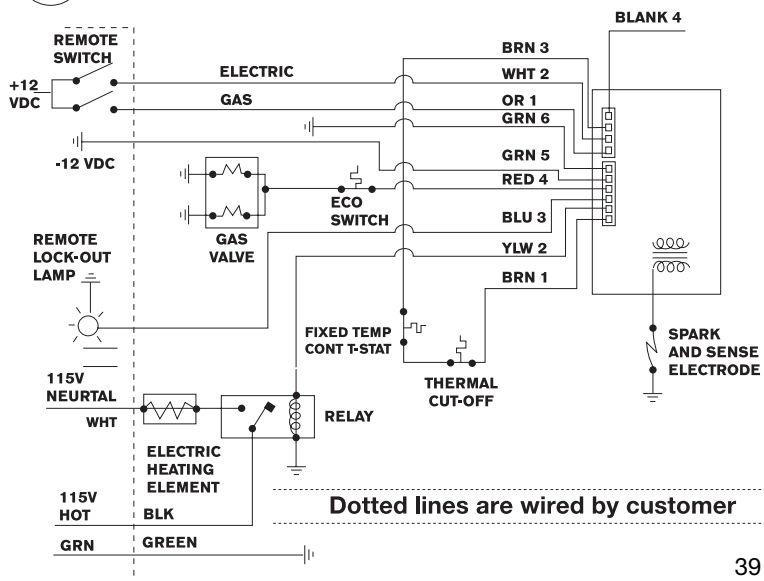 BLANK 4
REMOTE
SWITCH
BRN 3
+12
VDC
ELECTRIC
WHT 2
GAS
OR 1
GRN 6
-12 VDC
GRN 5
RED 4
ECO
SWITCH
GAS
VALVE
BLU 3
REMOTE
LOCK-OUT
LAMP
YLW 2
BRN 1
FIXED TEMP
CONT T-STAT
SPARK
AND SENSE
ELECTRODE
THERMAL
CUT-OFF
115V
NEURTAL
WHT
RELAY
ELECTRIC
HEATING
ELEMENT
115V
HOT
BLK
Dotted lines are wired by customer
GRN
GREEN
39